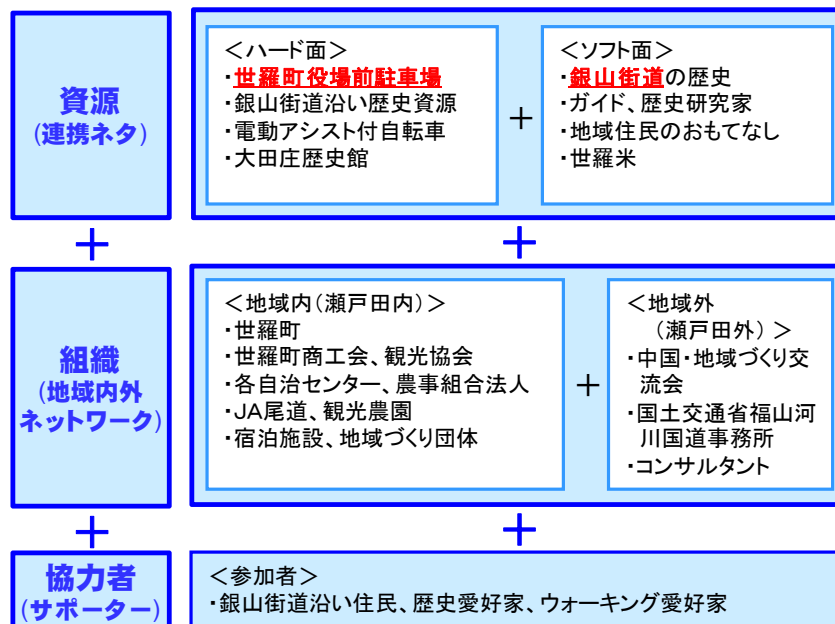 資源
(連携ネタ)
＜ハード面＞
・世羅町役場前駐車場
・銀山街道沿い歴史資源
・電動アシスト付自転車
・大田庄歴史館
＋
＜ソフト面＞
・銀山街道の歴史
・ガイド、歴史研究家
・地域住民のおもてなし
・世羅米
＋
＋
組織
(地域内外
ネットワーク)
＜地域内(瀬戸田内)＞
・世羅町
・世羅町商工会、観光協会
・各自治センター、農事組合法人
・JA尾道、観光農園
・宿泊施設、地域づくり団体
＋
＜地域外
(瀬戸田外)＞
・中国・地域づくり交
流会
・国土交通省福山河
川国道事務所
・コンサルタント
＋
＋
協力者
(サポーター)
＜参加者＞
・銀山街道沿い住民、歴史愛好家、ウォーキング愛好家